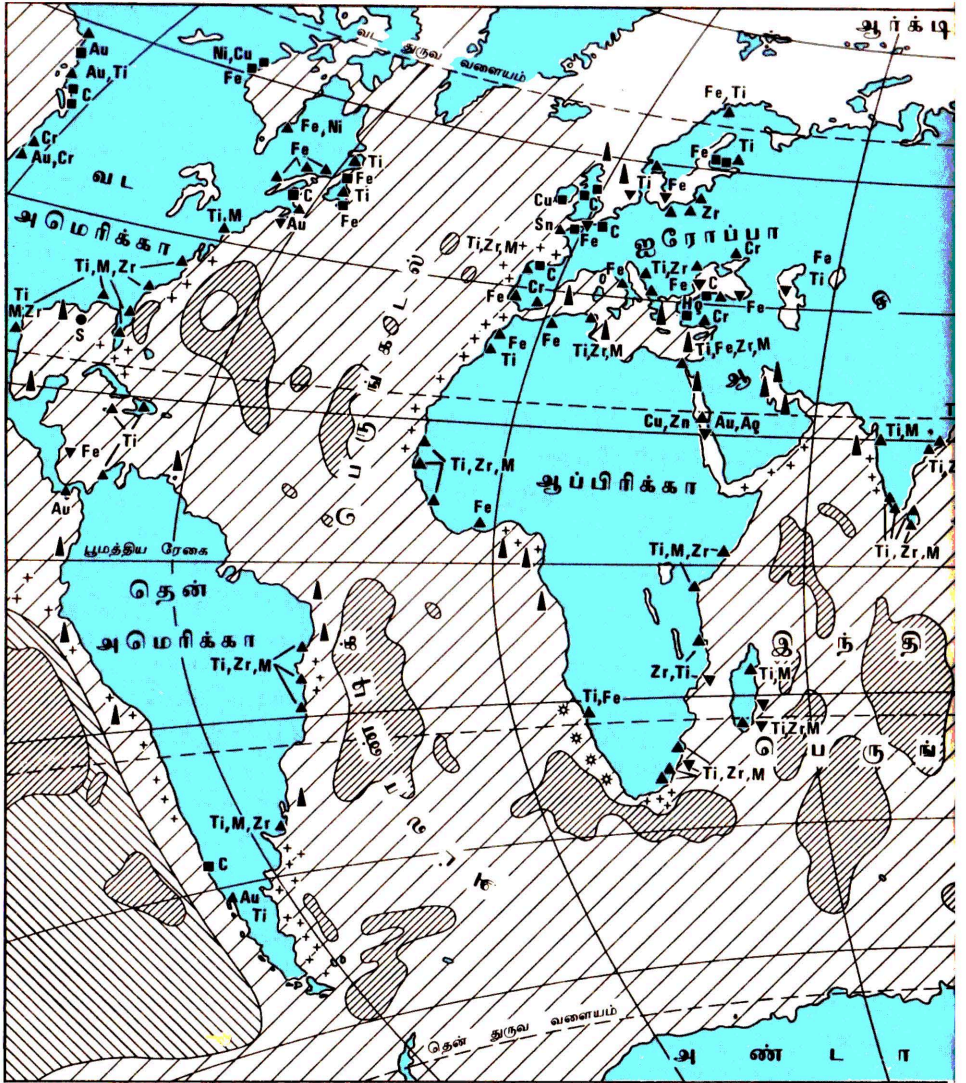 ஆர்க்டி
வட துருவ வளையம்
Au
Ni,Cu
Fe
Au,Ti
C
Fe,Ti
Cr
Au,Cr
Fe,Ni
Fe
Ti
Fe
Ti
Fe
C
Au
Fe
Ti
வட
அமெரிக்கா
Ti,M
Cu
C
Sn
Fe
C
Ti
Fe
Zr
ஐரோப்பா
Ti,Zr,M
Ti,M,Zr
Ti
M,Zr
S
C
Cr
Fe
Fe
Fe
Ti
Ti,Zr
Fe
C
Cr
Fe
Ti
Fe
Hg
Cr
Fe
Ti,Zr,M
Ti,Fe,Zr,M
ஆ
Ti
Fe
Au
Cu,Zn
Au,Ag
Ti,M
Ti,Zr,M
Fe
ஆப்பிரிக்கா
Ti,Zr,M
பூமத்திய ரேகை
Ti,M,Zr
தென்
அமெரிக்கா
Ti,Zr,M
அட்லாண்டிக்
பெருங்கடல்
Zr,Ti
இந்தி
Ti,M
Ti,Fe
Ti,Zr,M
பெருங்
Ti,Zr,M
Ti,M,Zr
C
Au
Ti
தென் துருவ வளையம்
அண்டா